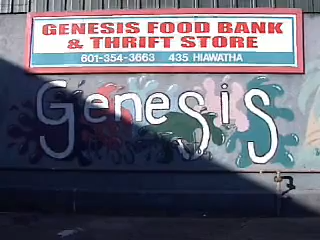 GENESIS FOOD BANK
& THRIFT STORE
601-354-3663 435 HIAWATHA
Genesis